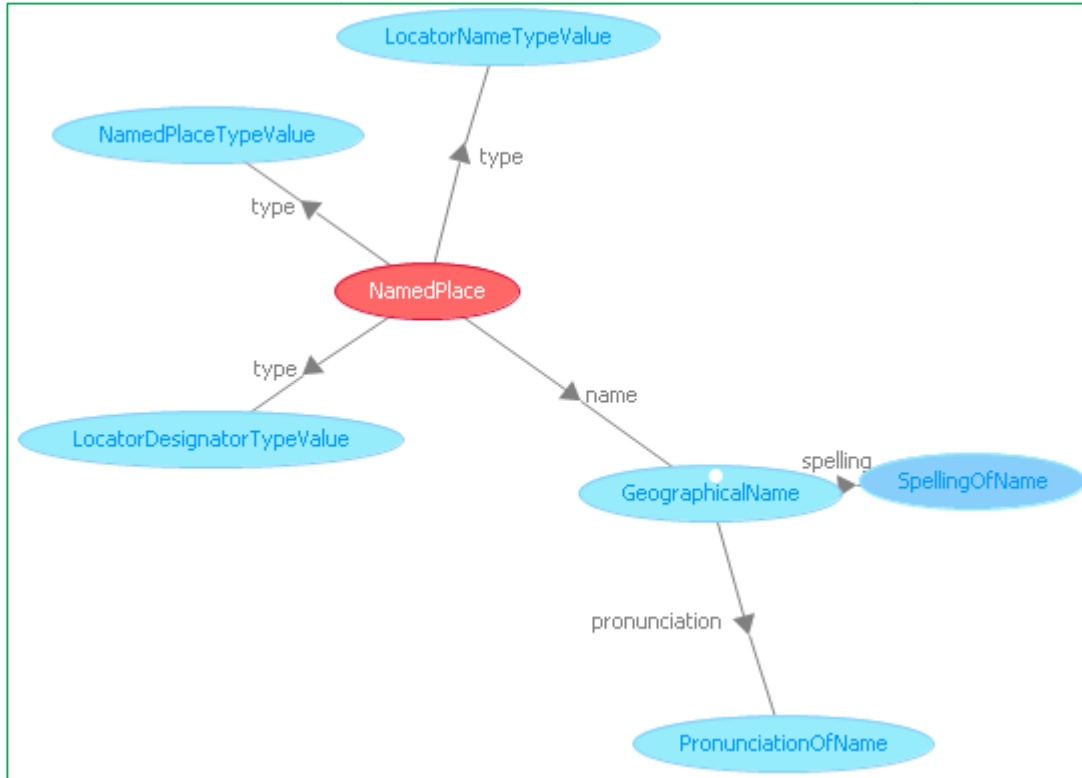 LocatorNameTypeValue
NamedPlaceTypeValue
type
type
NamedPlace
type
name
LocatorDesignatorTypeValue
spelling
GeographicalName
SpellingOfName
pronunciation
PronunciationOfName